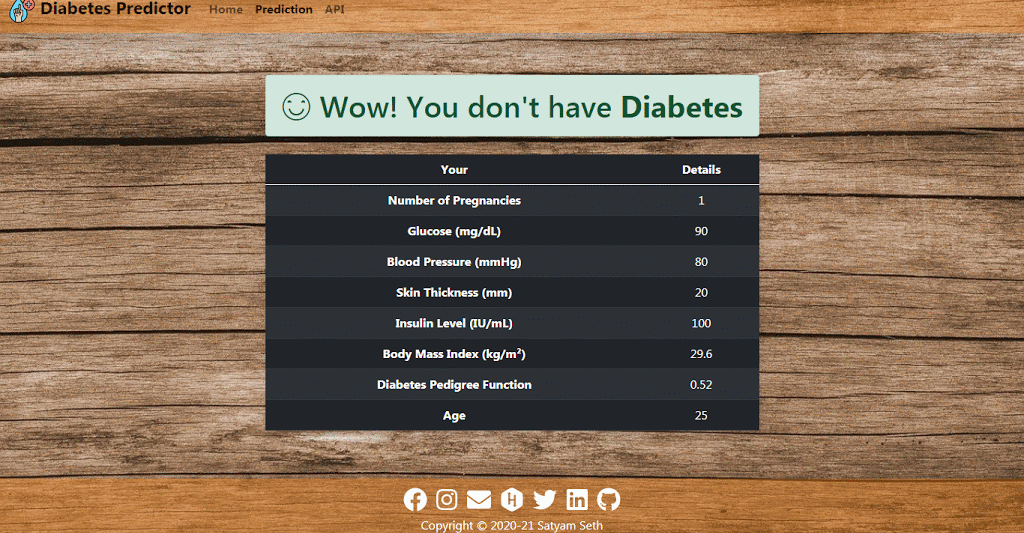 Diabetes Predictor Home Prediction API
Wow! You don't have Diabetes
Your Details
Number of Pregnancies 1
Glucose (mg/dL) 90
Blood Pressure (mmHg) 80
Skin Thickness (mm) 20
Insulin Level (IU/mL) 100
Body Mass Index (kg/m²) 29.6
Diabetes Pedigree Function 0.52
Age 25
Copyright © 2020-21 Satyam Seth